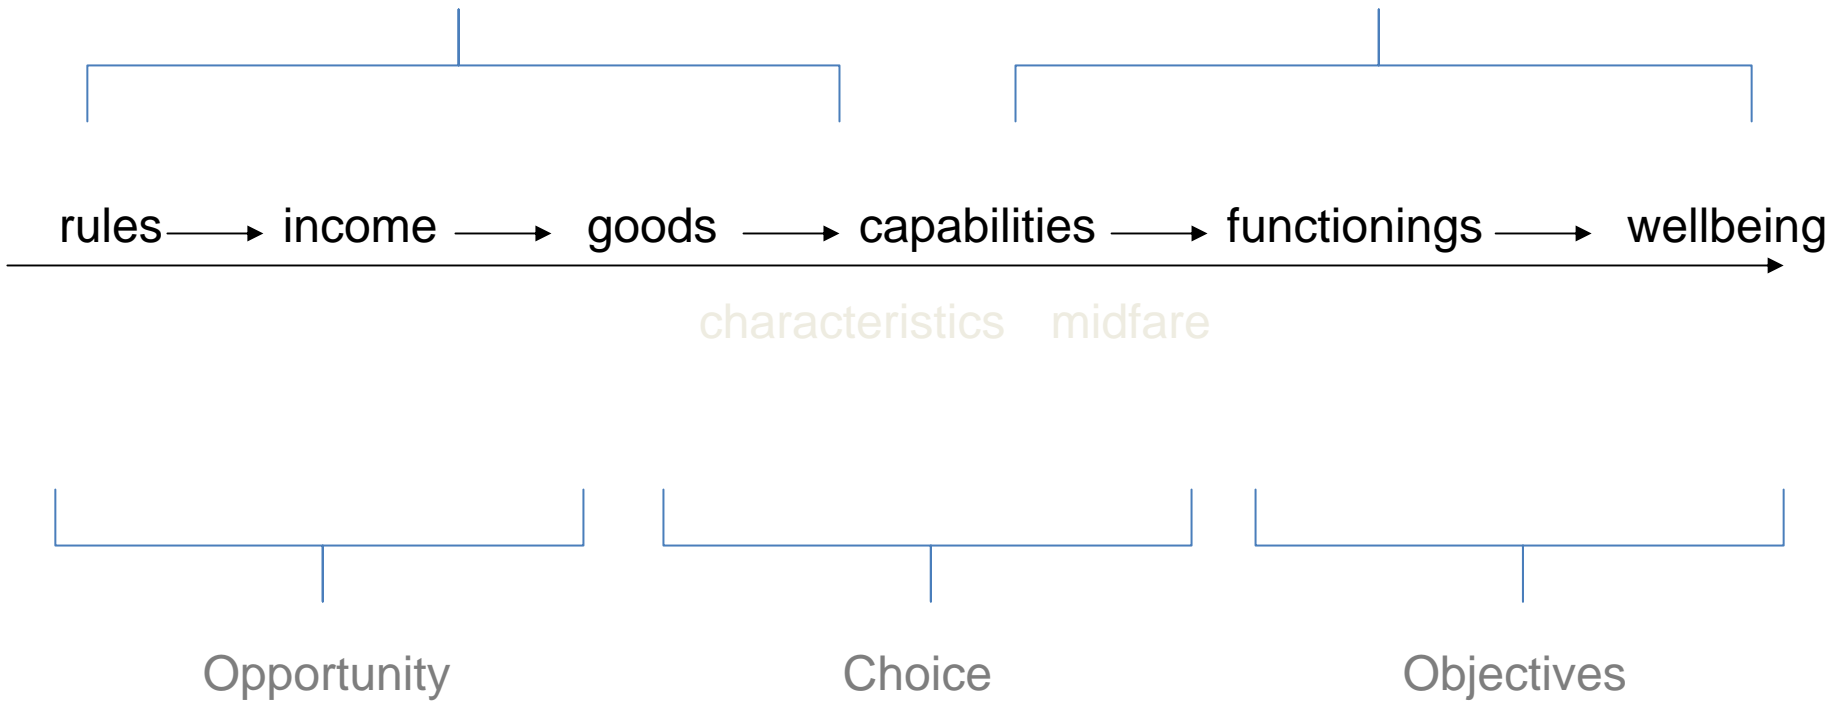 rules income goods capabilities functionings wellbeing
characteristics midfare
Opportunity Choice Objectives